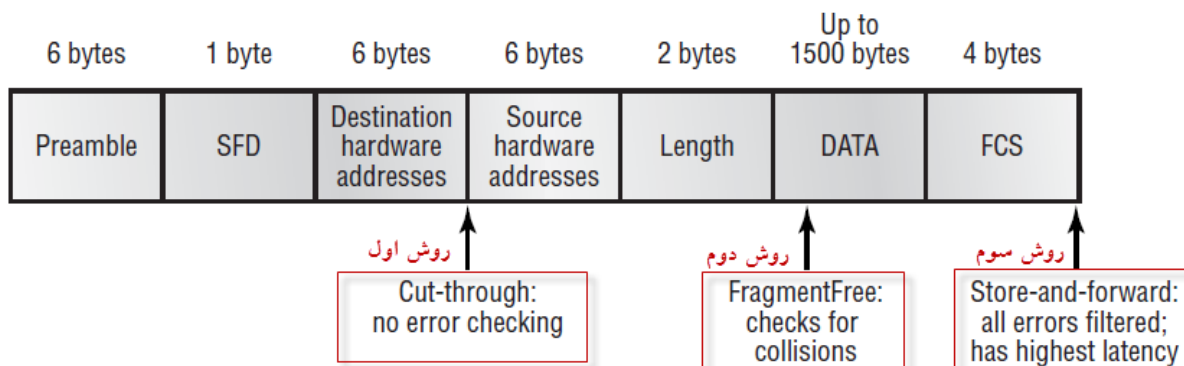 6 bytes
1 byte
6 bytes
6 bytes
2 bytes
Up to
1500 bytes
4 bytes
Preamble
SFD
Destination
hardware
addresses
Source
hardware
addresses
Length
DATA
FCS
روش اول
Cut-through:
no error checking
روش دوم
FragmentFree:
checks for
collisions
روش سوم
Store-and-forward:
all errors filtered;
has highest latency